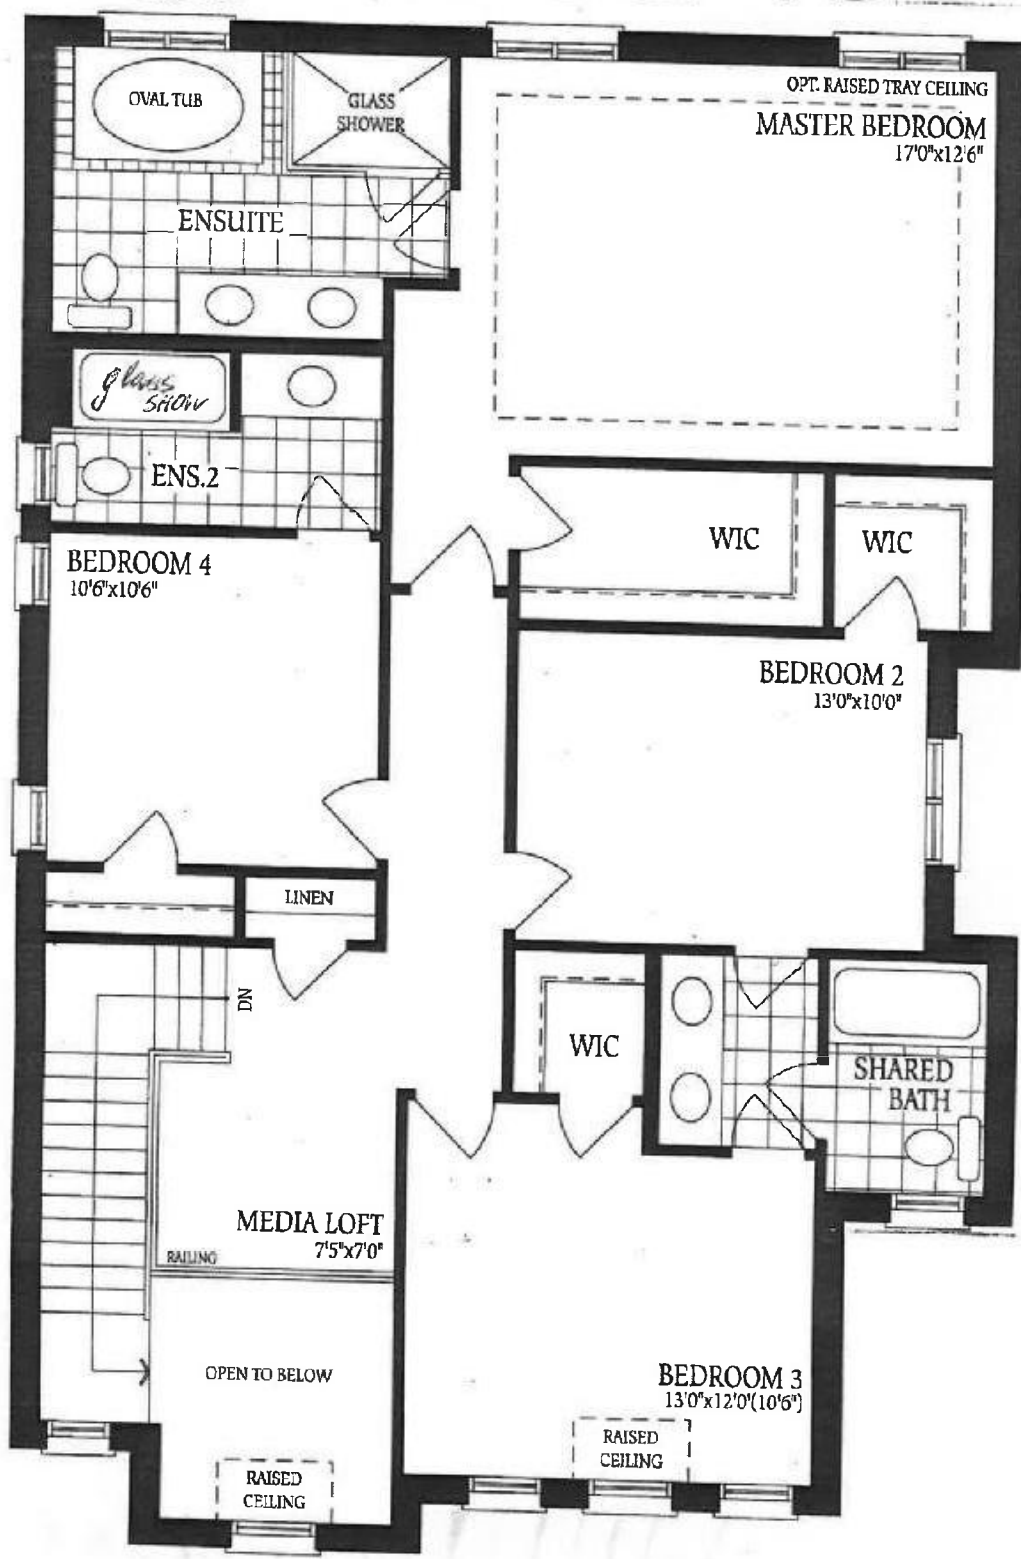 OVAL TUB
GLASS
SHOWER
OPT. RAISED TRAY CEILING
MASTER BEDROOM
17'0"x12'6"
ENSUITE
glass
SHOW
ENS.2
WIC
WIC
BEDROOM 4
10'6"x10'6"
BEDROOM 2
13'0"x10'0"
LINEN
DN
WIC
SHARED
BATH
MEDIA LOFT
7'5"x7'0"
RAILING
OPEN TO BELOW
BEDROOM 3
13'0"x12'0"(10'6")
RAISED
CEILING
RAISED
CEILING